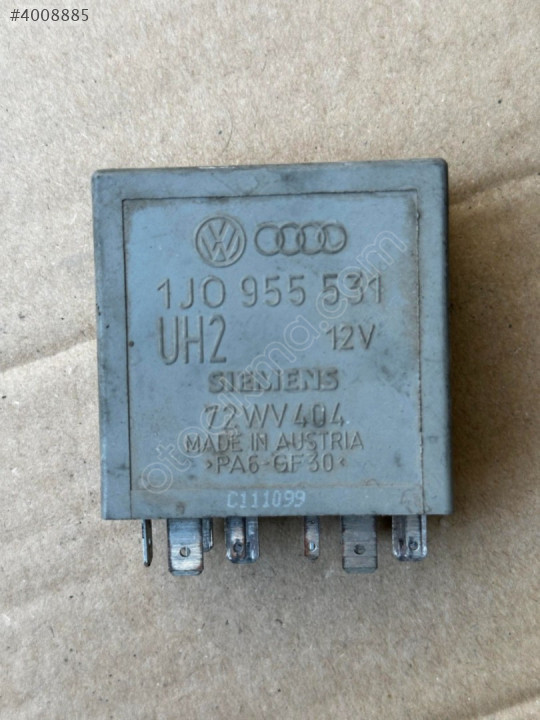 #4008885
1J0 955 531
UH2 12V
SIEMENS
72WV404
MADE IN AUSTRIA
>PA6-GF30<
C111099